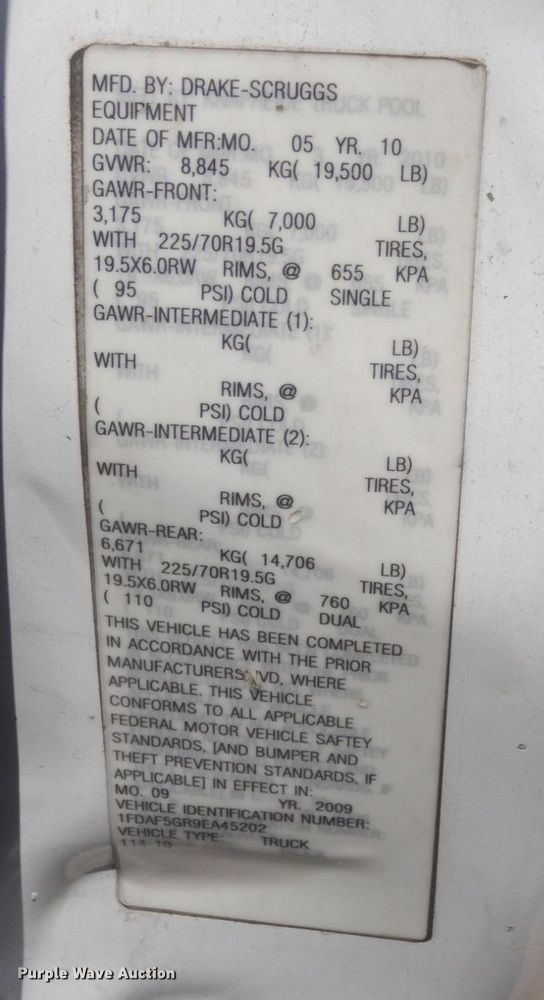 MFD. BY: DRAKE-SCRUGGS
EQUIPMENT
DATE OF MFR:MO. 05 YR. 10
GVWR: 8,845 KG( 19,500 LB)
GAWR-FRONT:
3,175 KG( 7,000 LB)
WITH 225/70R19.5G TIRES,
19.5X6.0RW RIMS, @ 655 KPA
( 95 PSI) COLD SINGLE
GAWR-INTERMEDIATE (1):
KG( LB)
WITH TIRES,
RIMS, @ KPA
( PSI) COLD
GAWR-INTERMEDIATE (2):
KG( LB)
WITH TIRES,
RIMS, @ KPA
( PSI) COLD
GAWR-REAR:
6,671 KG( 14,706 LB)
WITH 225/70R19.5G TIRES,
19.5X6.0RW RIMS, @ 760 KPA
( 110 PSI) COLD DUAL
THIS VEHICLE HAS BEEN COMPLETED
IN ACCORDANCE WITH THE PRIOR
MANUFACTURERS' IVD, WHERE
APPLICABLE. THIS VEHICLE
CONFORMS TO ALL APPLICABLE
FEDERAL MOTOR VEHICLE SAFTEY
STANDARDS, [AND BUMPER AND
THEFT PREVENTION STANDARDS, IF
APPLICABLE] IN EFFECT IN:
MO. 09 YR. 2009
VEHICLE IDENTIFICATION NUMBER:
1FDAF5GR9EA45202
VEHICLE TYPE: TRUCK
114-10
Purple Wave Auction